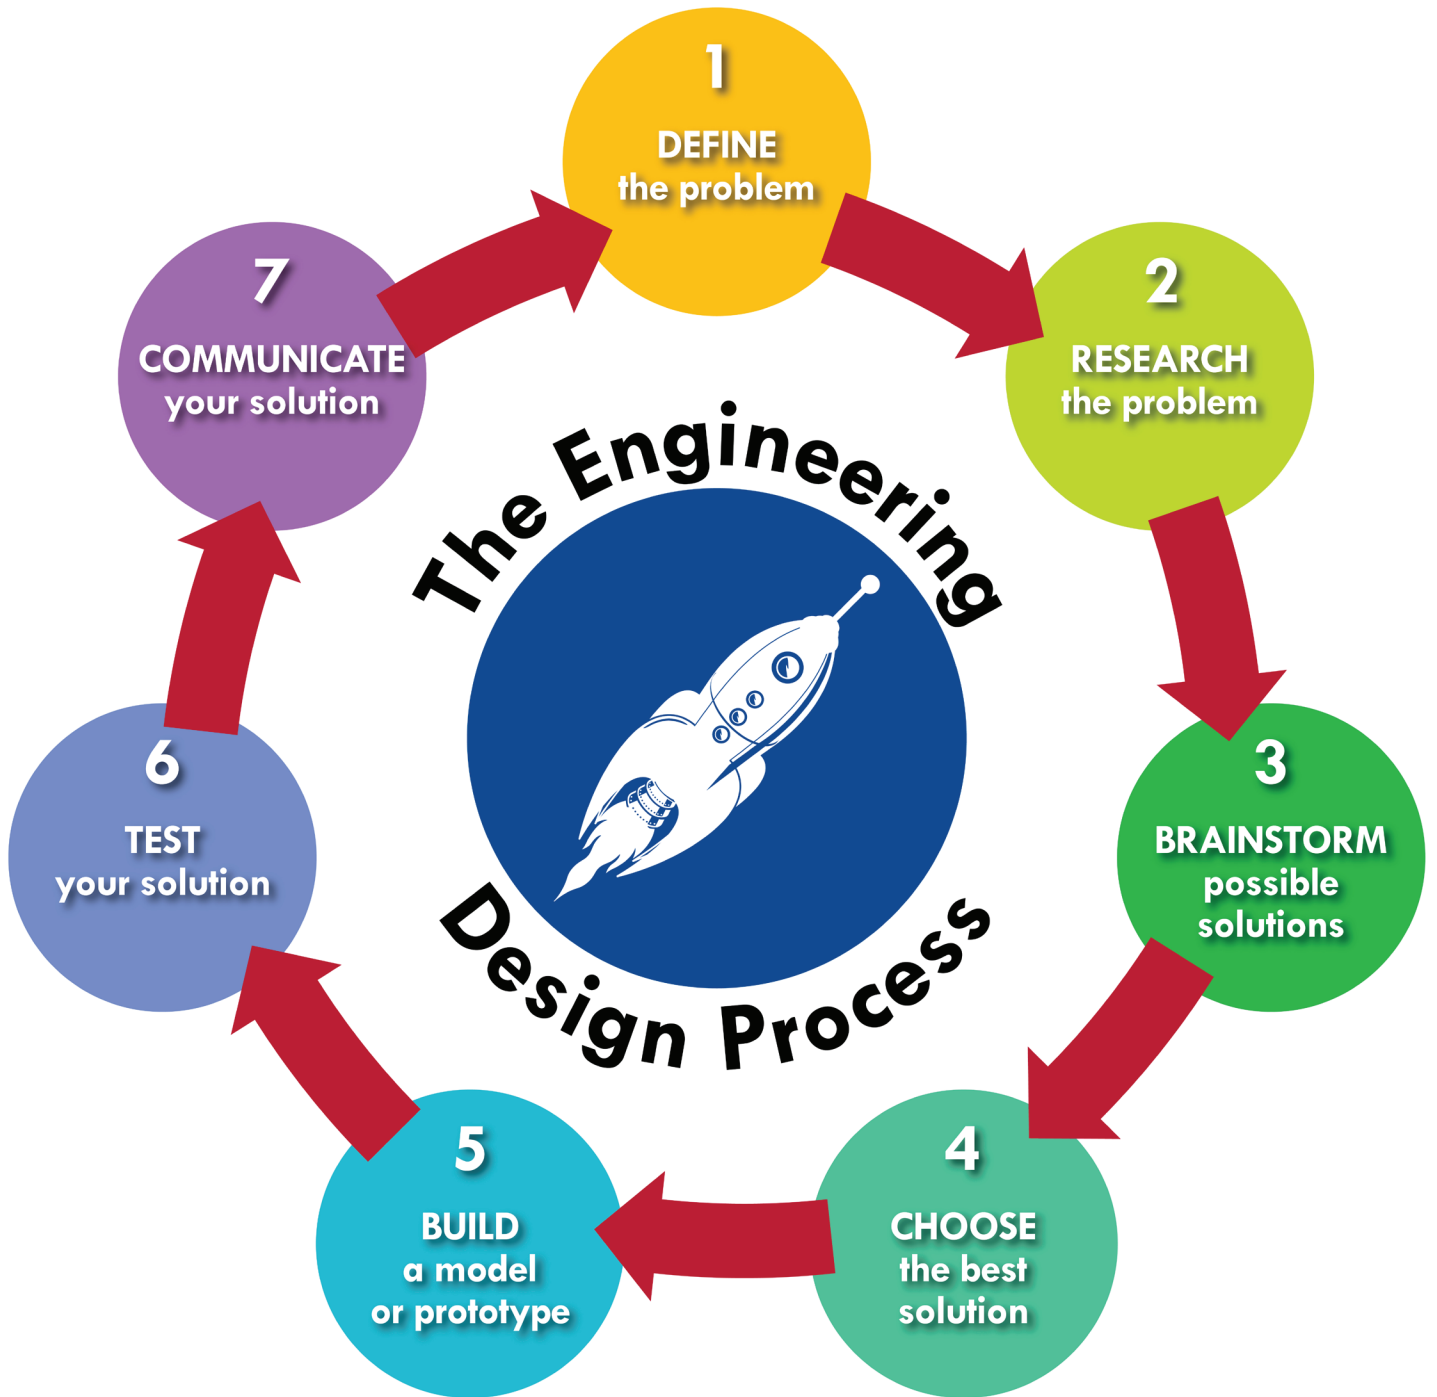 1
DEFINE
the problem
2
RESEARCH
the problem
3
BRAINSTORM
possible
solutions
4
CHOOSE
the best
solution
5
BUILD
a model
or prototype
6
TEST
your solution
7
COMMUNICATE
your solution
The Engineering
Design Process